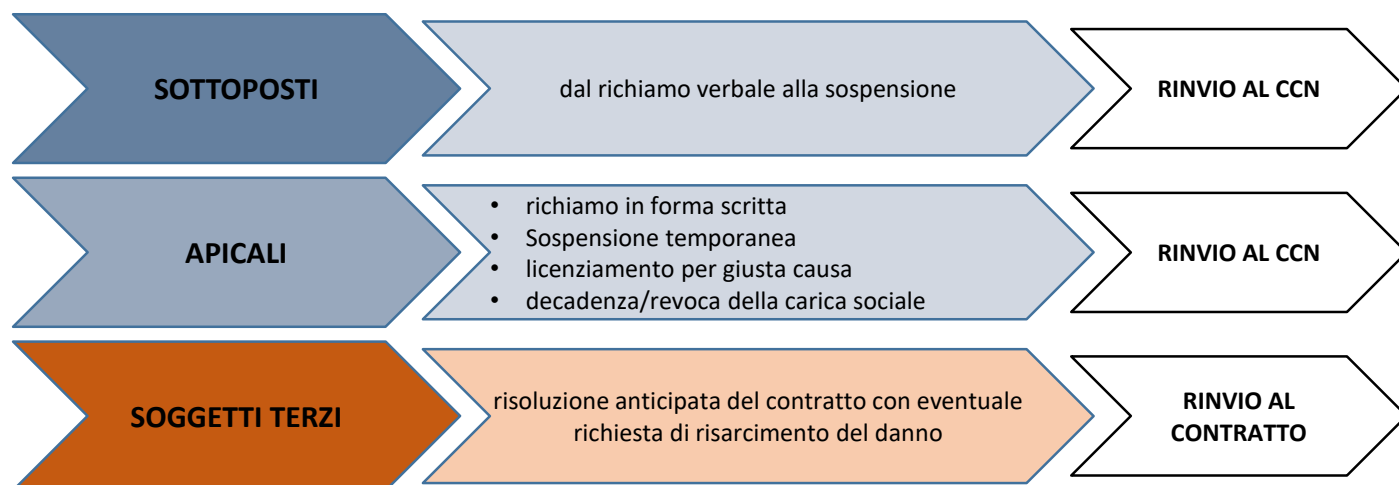 SOTTOPOSTI
dal richiamo verbale alla sospensione
RINVIO AL CCN
APICALI
• richiamo in forma scritta
• Sospensione temporanea
• licenziamento per giusta causa
• decadenza/revoca della carica sociale
RINVIO AL CCN
SOGGETTI TERZI
risoluzione anticipata del contratto con eventuale
richiesta di risarcimento del danno
RINVIO AL
CONTRATTO